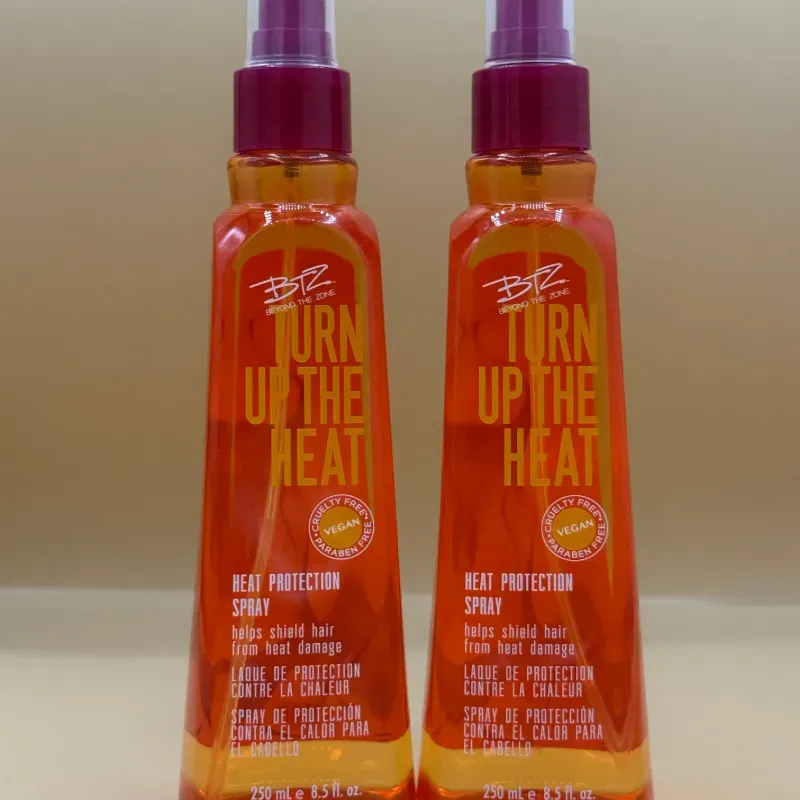 BTZ
BEYOND THE ZONE.
TURN
UP THE
HEAT
CRUELTY FREE •
VEGAN
PARABEN FREE •
HEAT PROTECTION
SPRAY
helps shield hair
from heat damage
LAQUE DE PROTECTION
CONTRE LA CHALEUR
SPRAY DE PROTECCIÓN
CONTRA EL CALOR PARA
EL CABELLO
250 mL e 8.5 fl. oz.
BTZ
BEYOND THE ZONE.
TURN
UP THE
HEAT
CRUELTY FREE •
VEGAN
PARABEN FREE •
HEAT PROTECTION
SPRAY
helps shield hair
from heat damage
LAQUE DE PROTECTION
CONTRE LA CHALEUR
SPRAY DE PROTECCIÓN
CONTRA EL CALOR PARA
EL CABELLO
250 mL e 8.5 fl. oz.